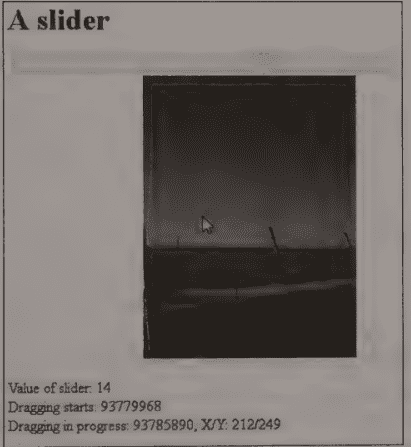 A slider
Value of slider: 14
Dragging starts: 93779968
Dragging in progress: 93785890, X/Y: 212/249